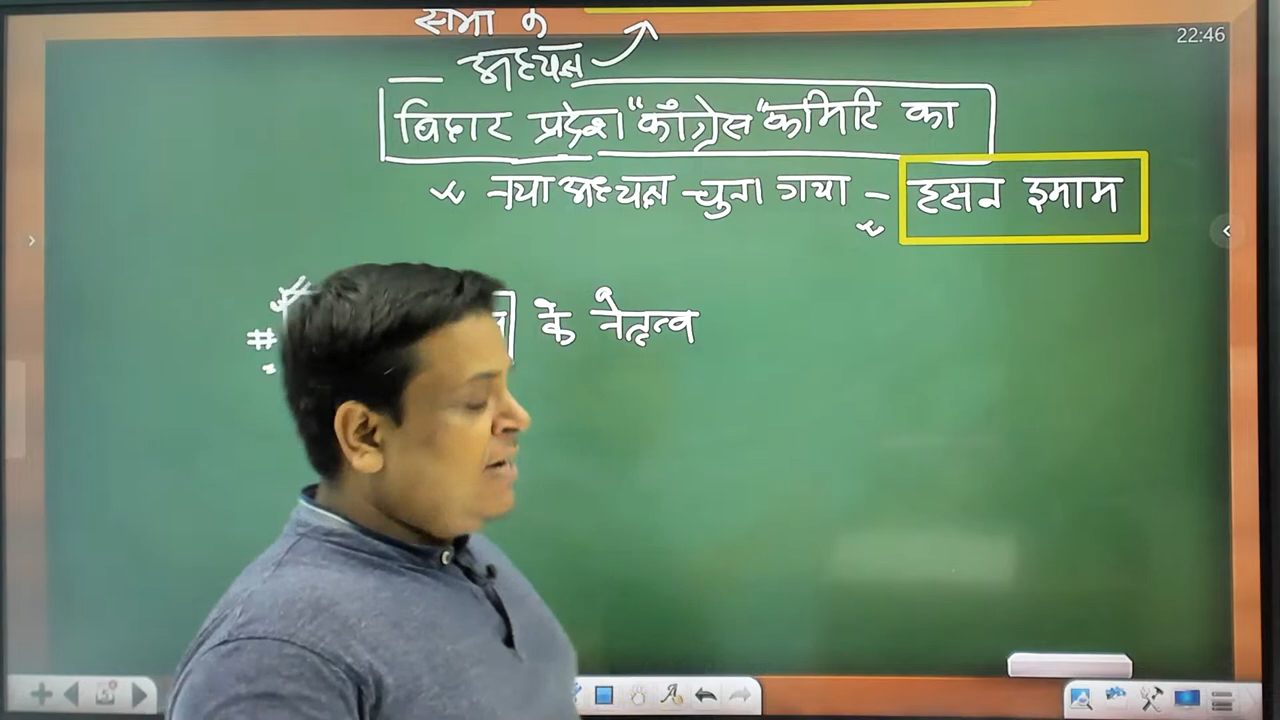 सभा के
22:46
अध्यक्ष
बिहार प्रदेश "काँग्रेस" कमिटि का
नया अध्यक्ष चुना गया - हसन इमाम
# के नेतृत्व